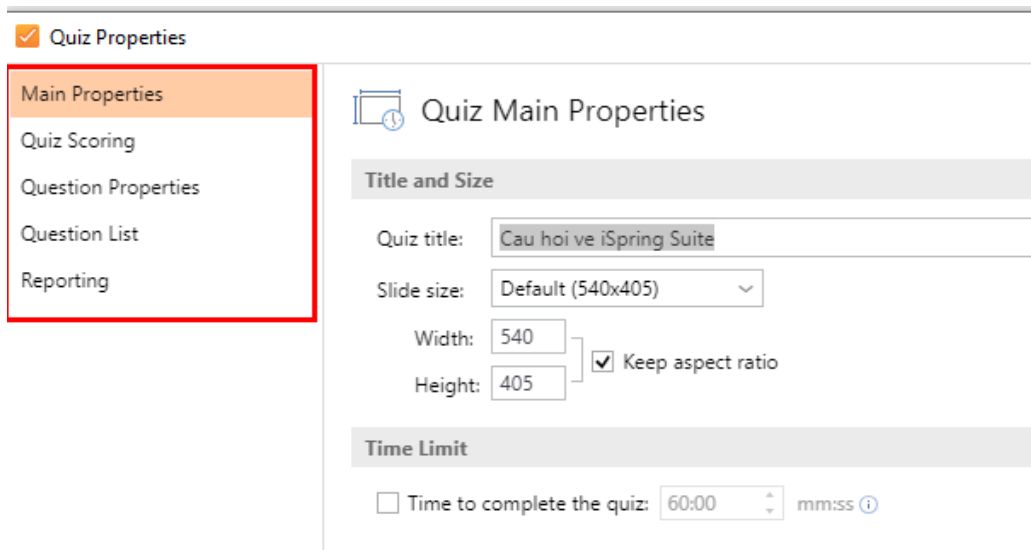 Quiz Properties
Main Properties
Quiz Scoring
Question Properties
Question List
Reporting
Quiz Main Properties
Title and Size
Quiz title: Cau hoi ve iSpring Suite
Slide size: Default (540x405)
Width: 540
Keep aspect ratio
Height: 405
Time Limit
Time to complete the quiz: 60:00 mm:ss